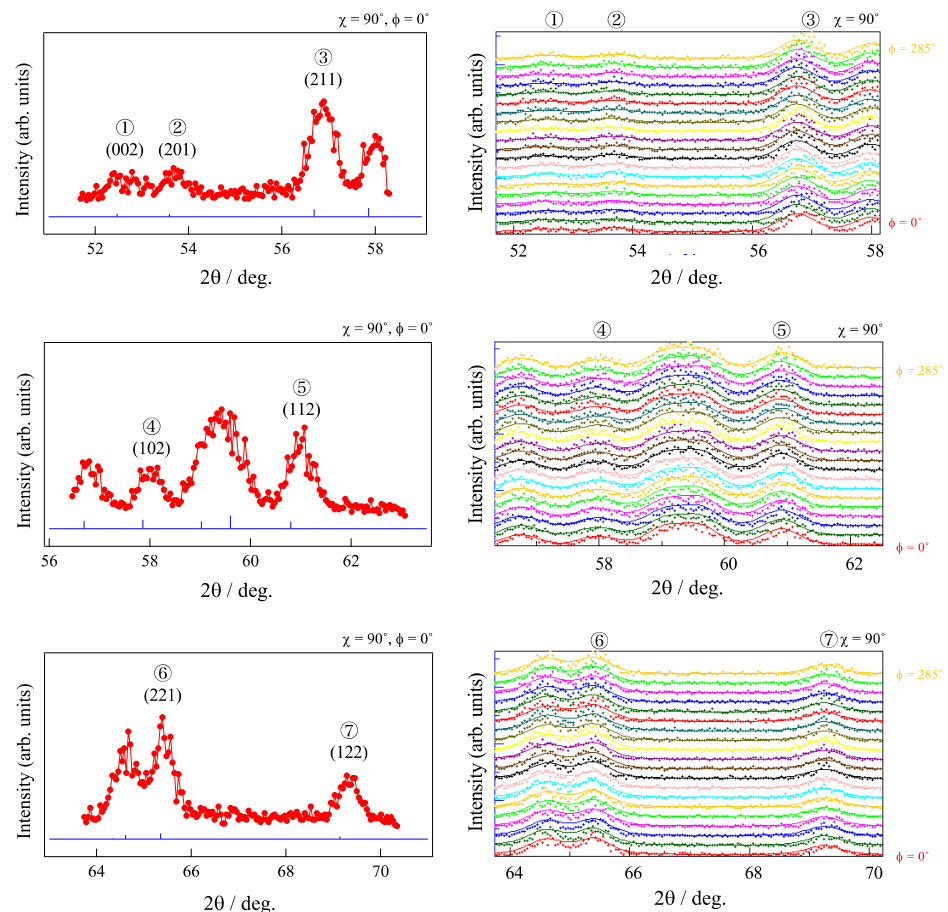 χ = 90˚, ϕ = 0˚
Intensity (arb. units)
① (002)
② (201)
③ (211)
52 54 56 58
2θ / deg.
① ② ③ χ = 90˚
Intensity (arb. units)
ϕ = 285˚
ϕ = 0˚
52 54 56 57 58
2θ / deg.
χ = 90˚, ϕ = 0˚
Intensity (arb. units)
④ (102)
⑤ (112)
56 58 60 62
2θ / deg.
④ ⑤ χ = 90˚
Intensity (arb. units)
ϕ = 285˚
ϕ = 0˚
58 60 62
2θ / deg.
χ = 90˚, ϕ = 0˚
Intensity (arb. units)
⑥ (221)
⑦ (122)
64 66 68 70
2θ / deg.
⑥ ⑦ χ = 90˚
Intensity (arb. units)
ϕ = 285˚
ϕ = 0˚
64 65 66 68 70
2θ / deg.